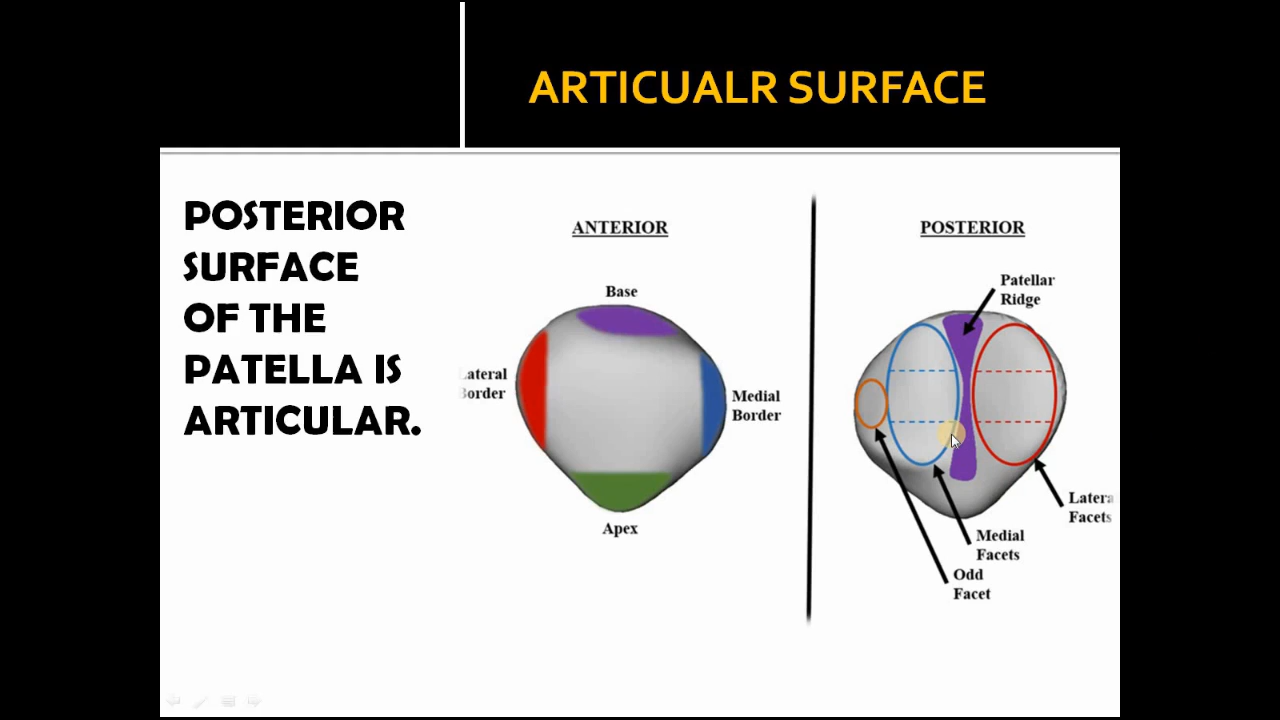 ARTICUALR SURFACE
POSTERIOR
SURFACE
OF THE
PATELLA IS
ARTICULAR.
ANTERIOR
Base
Lateral
Border
Medial
Border
Apex
POSTERIOR
Patellar
Ridge
Lateral
Facets
Medial
Facets
Odd
Facet